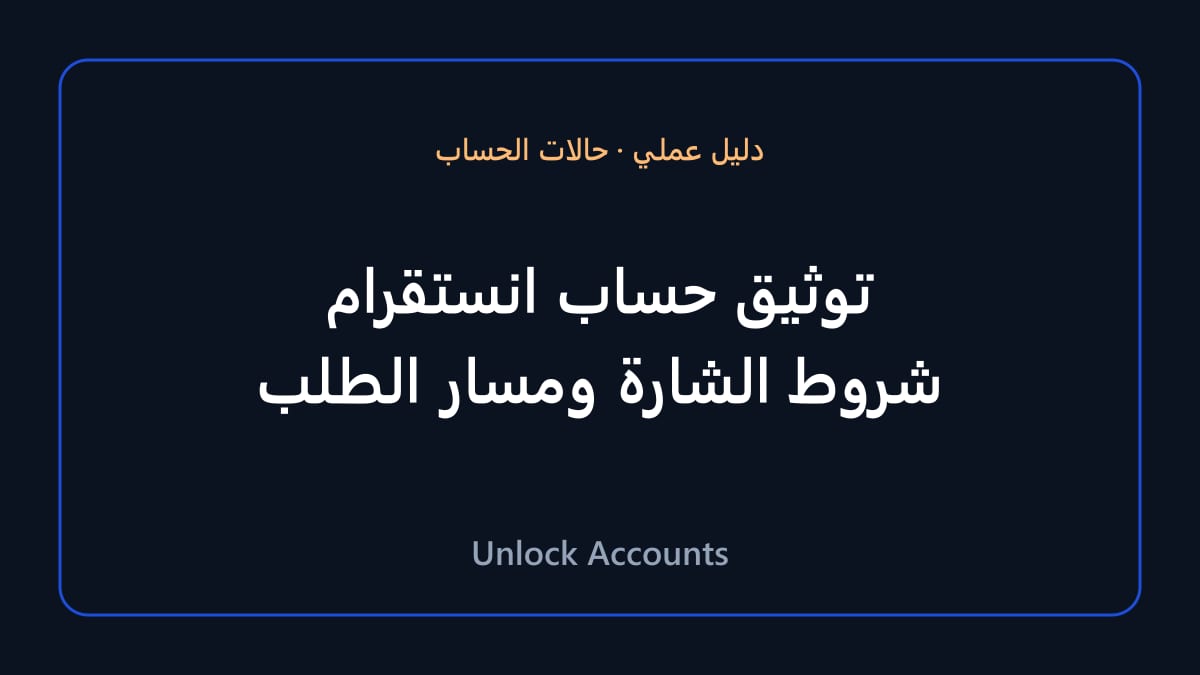 دليل عملي · حالات الحساب
توثيق حساب انستقرام
شروط الشارة ومسار الطلب
Unlock Accounts